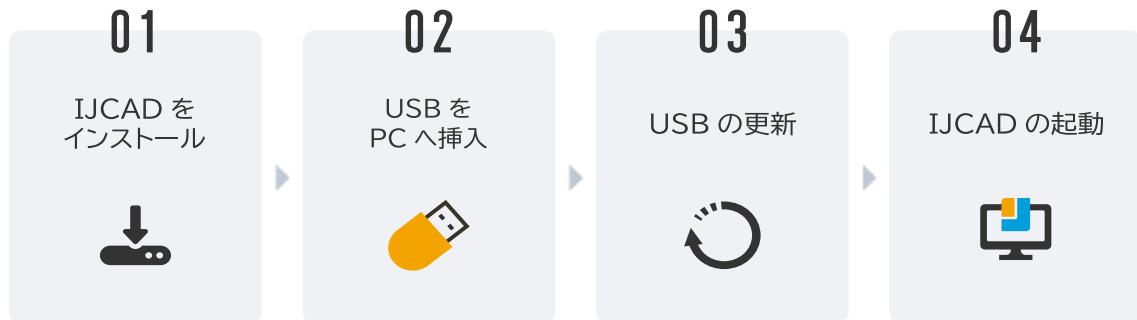 01
IJCAD を
インストール
02
USB を
PC へ挿入
03
USB の更新
04
IJCAD の起動